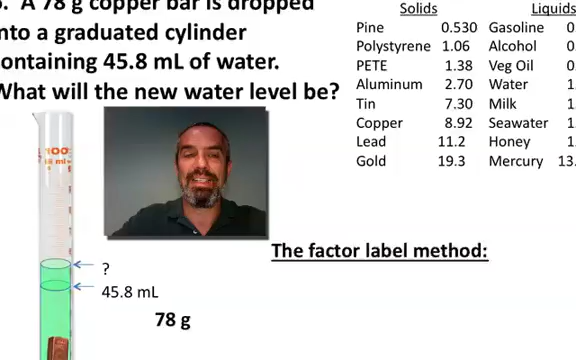 A 78 g copper bar is dropped
into a graduated cylinder
containing 45.8 mL of water.
What will the new water level be?
Solids
Liquids
Pine 0.530 Gasoline
Polystyrene 1.06 Alcohol
PETE 1.38 Veg Oil
Aluminum 2.70 Water
Tin 7.30 Milk
Copper 8.92 Seawater
Lead 11.2 Honey
Gold 19.3 Mercury 13.
The factor label method:
100
?
45.8 mL
78 g